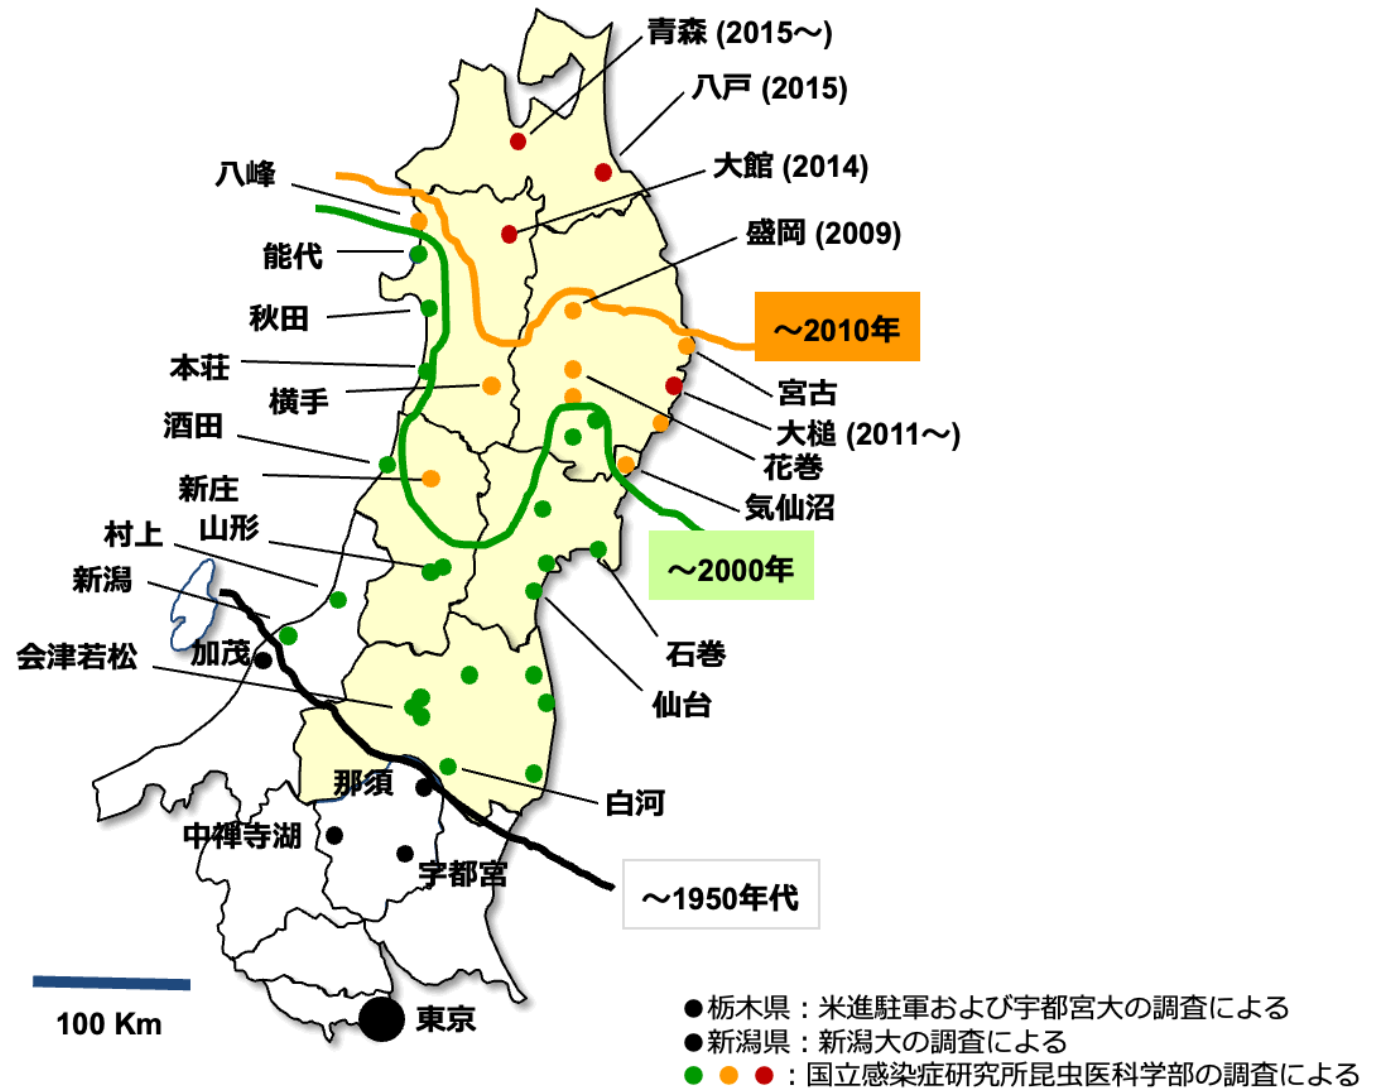 青森 (2015～)
八戸 (2015)
大館 (2014)
八峰
盛岡 (2009)
能代
秋田
～2010年
本荘
宮古
横手
酒田
大槌 (2011～)
花巻
新庄
気仙沼
山形
村上
～2000年
新潟
加茂
石巻
会津若松
仙台
那須
白河
中禅寺湖
宇都宮
～1950年代
100 Km
東京
●栃木県：米進駐軍および宇都宮大の調査による
●新潟県：新潟大の調査による
● ● ●：国立感染症研究所昆虫医科学部の調査による